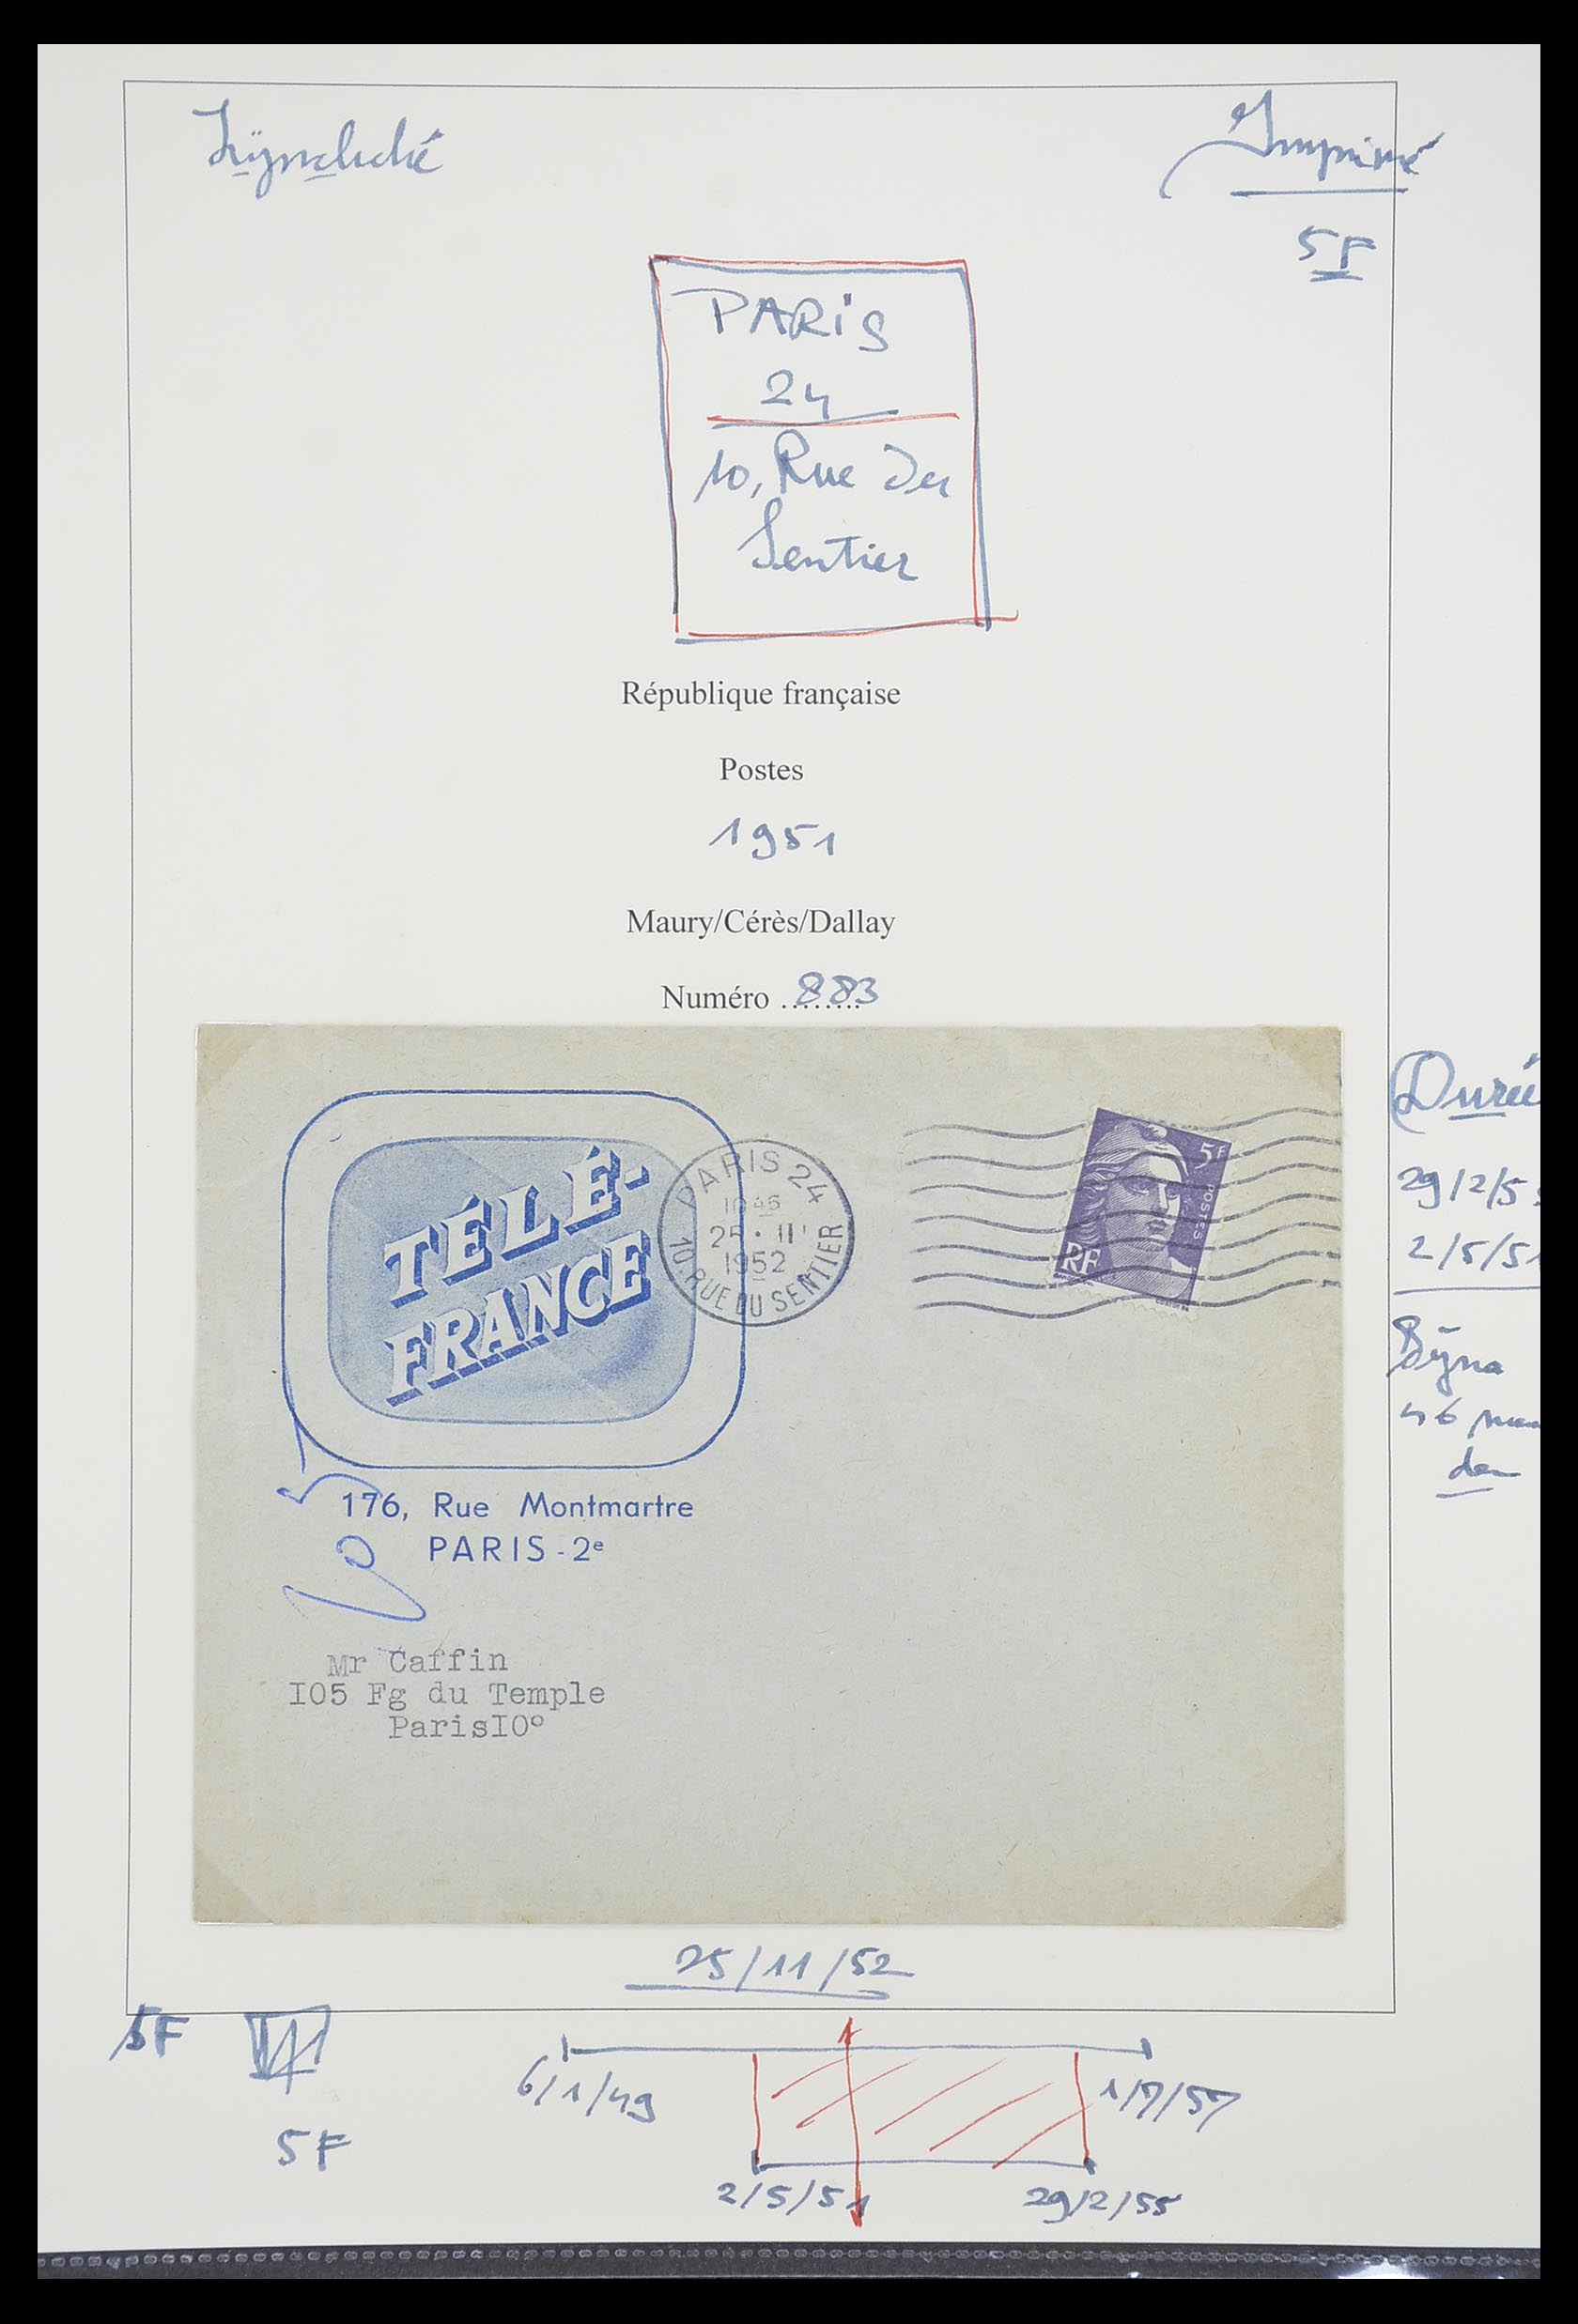 Imprimé
5F
PARiS
24
10, Rue du
Sentier
République française
Postes
1951
Maury/Cérès/Dallay
Numéro ........ 883
TÉLÉ-
FRANCE
PARIS 24
1952
10. RUE DU SENTIER
5F
POSTES
RF
176, Rue Montmartre
PARIS - 2e
Mr Caffin
I05 Fg du Temple
ParisI0°
Durée
29/2/5
2/5/51
25/11/52
5F
5F
6/1/49
1/7/57
2/5/51
29/2/55